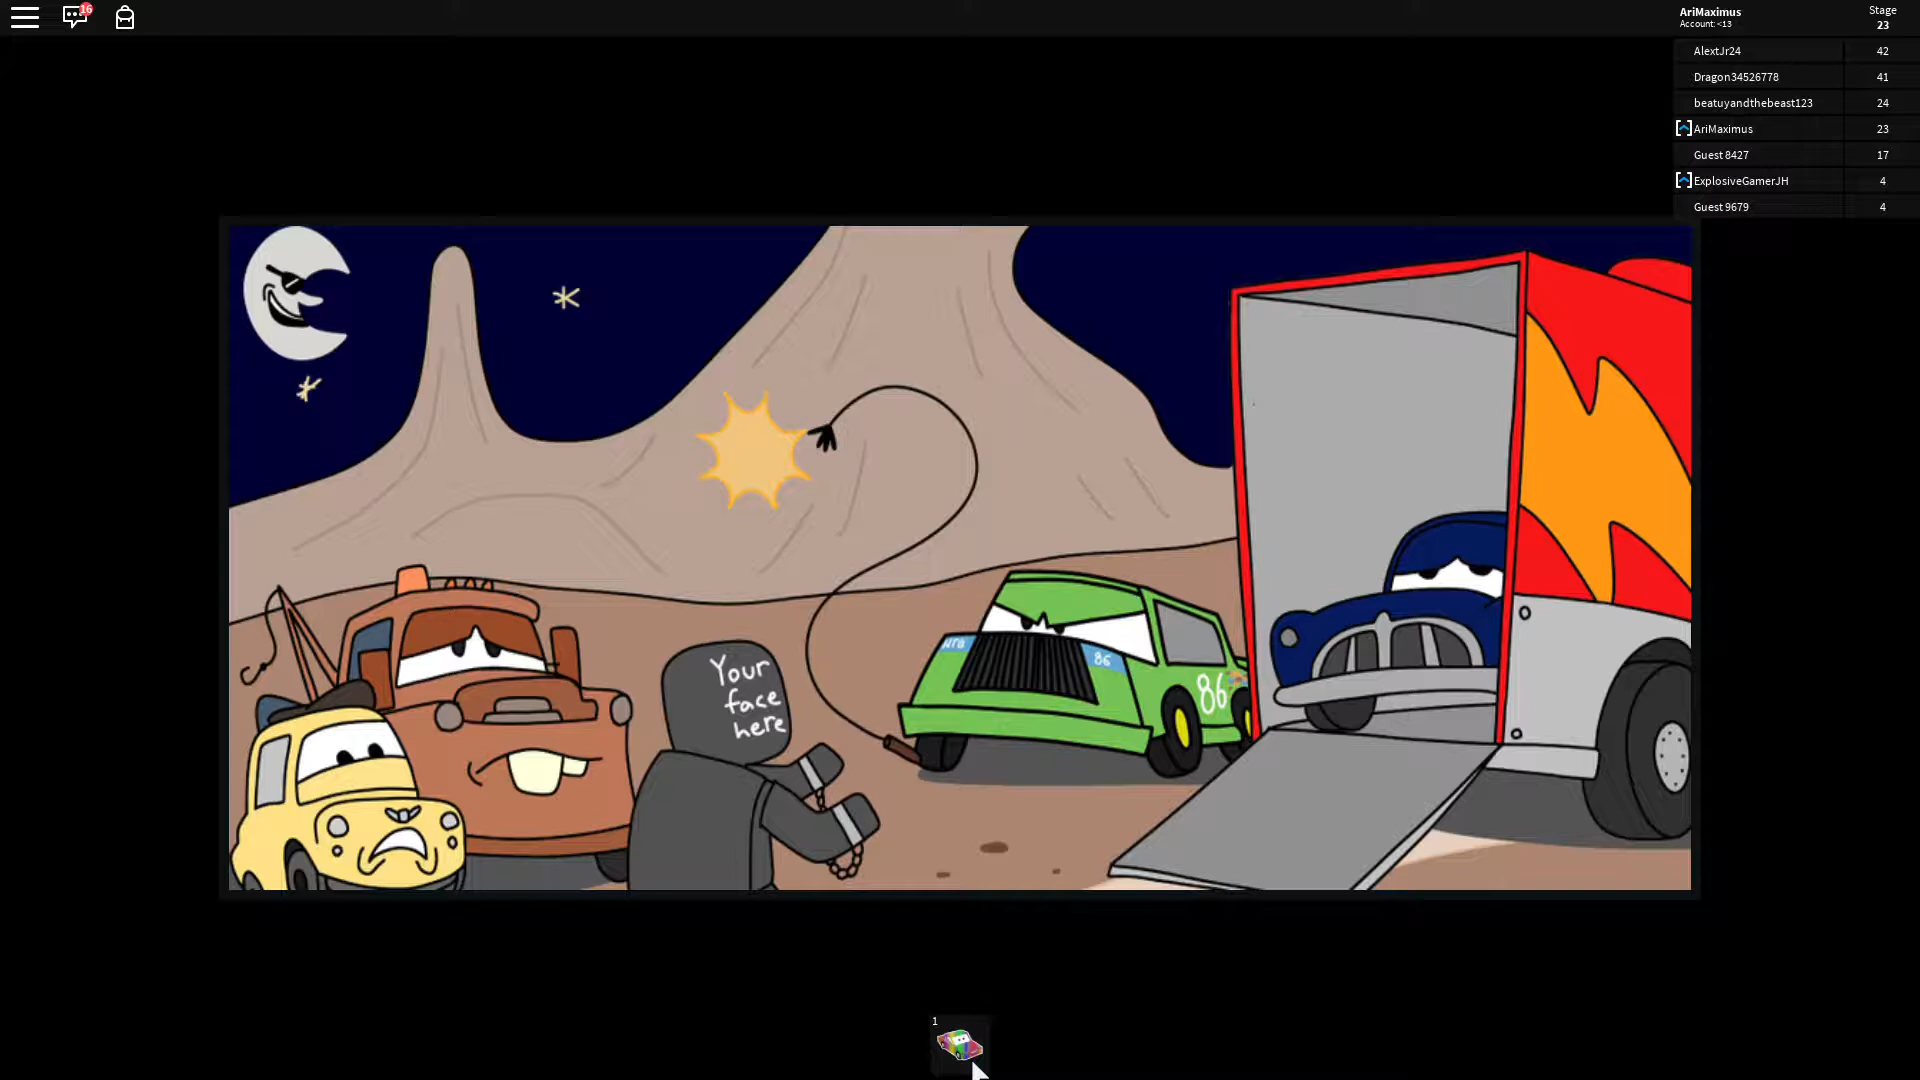 16
AriMaximus
Account: <13
Stage
23
AlextJr24 42
Dragon34526778 41
beatuyandthebeast123 24
AriMaximus 23
Guest 8427 17
ExplosiveGamerJH 4
Guest 9679 4
Your
face
here
86
86
1